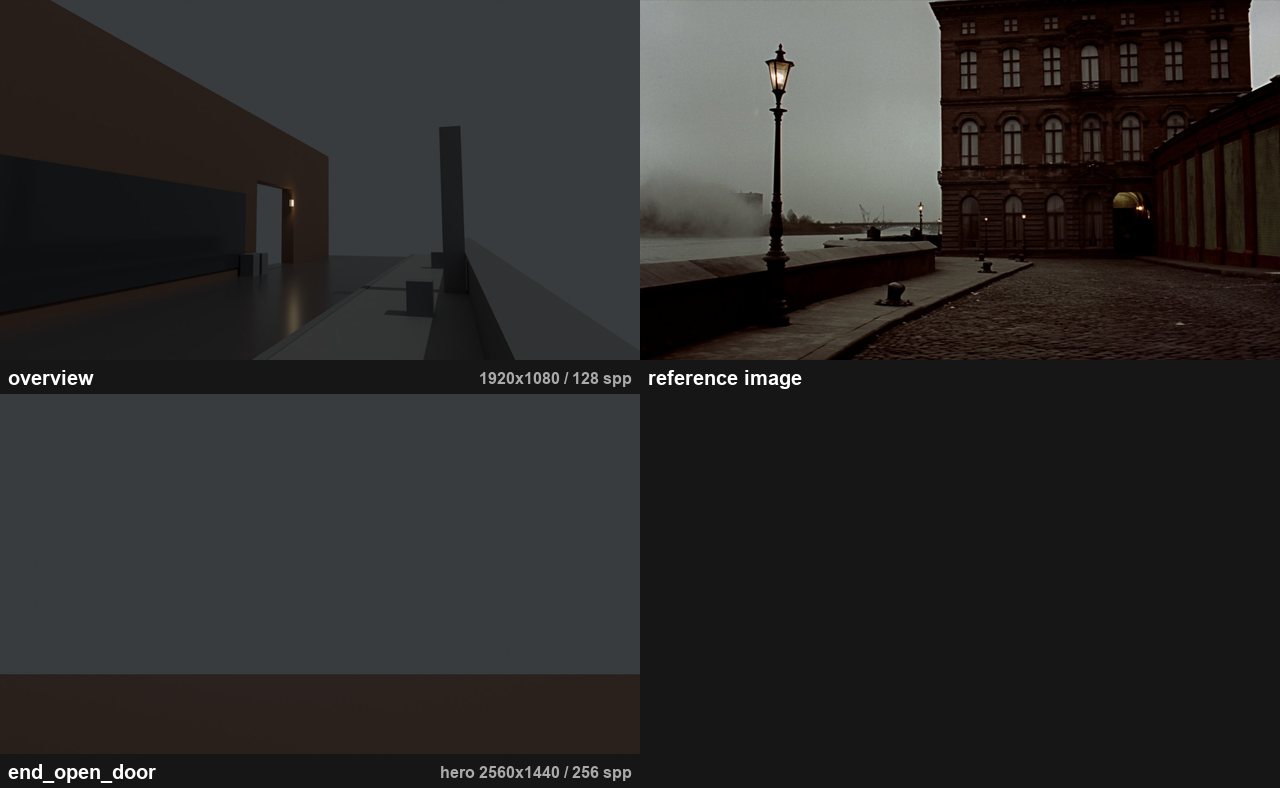 overview
1920x1080 / 128 spp
reference image
end_open_door
hero 2560x1440 / 256 spp